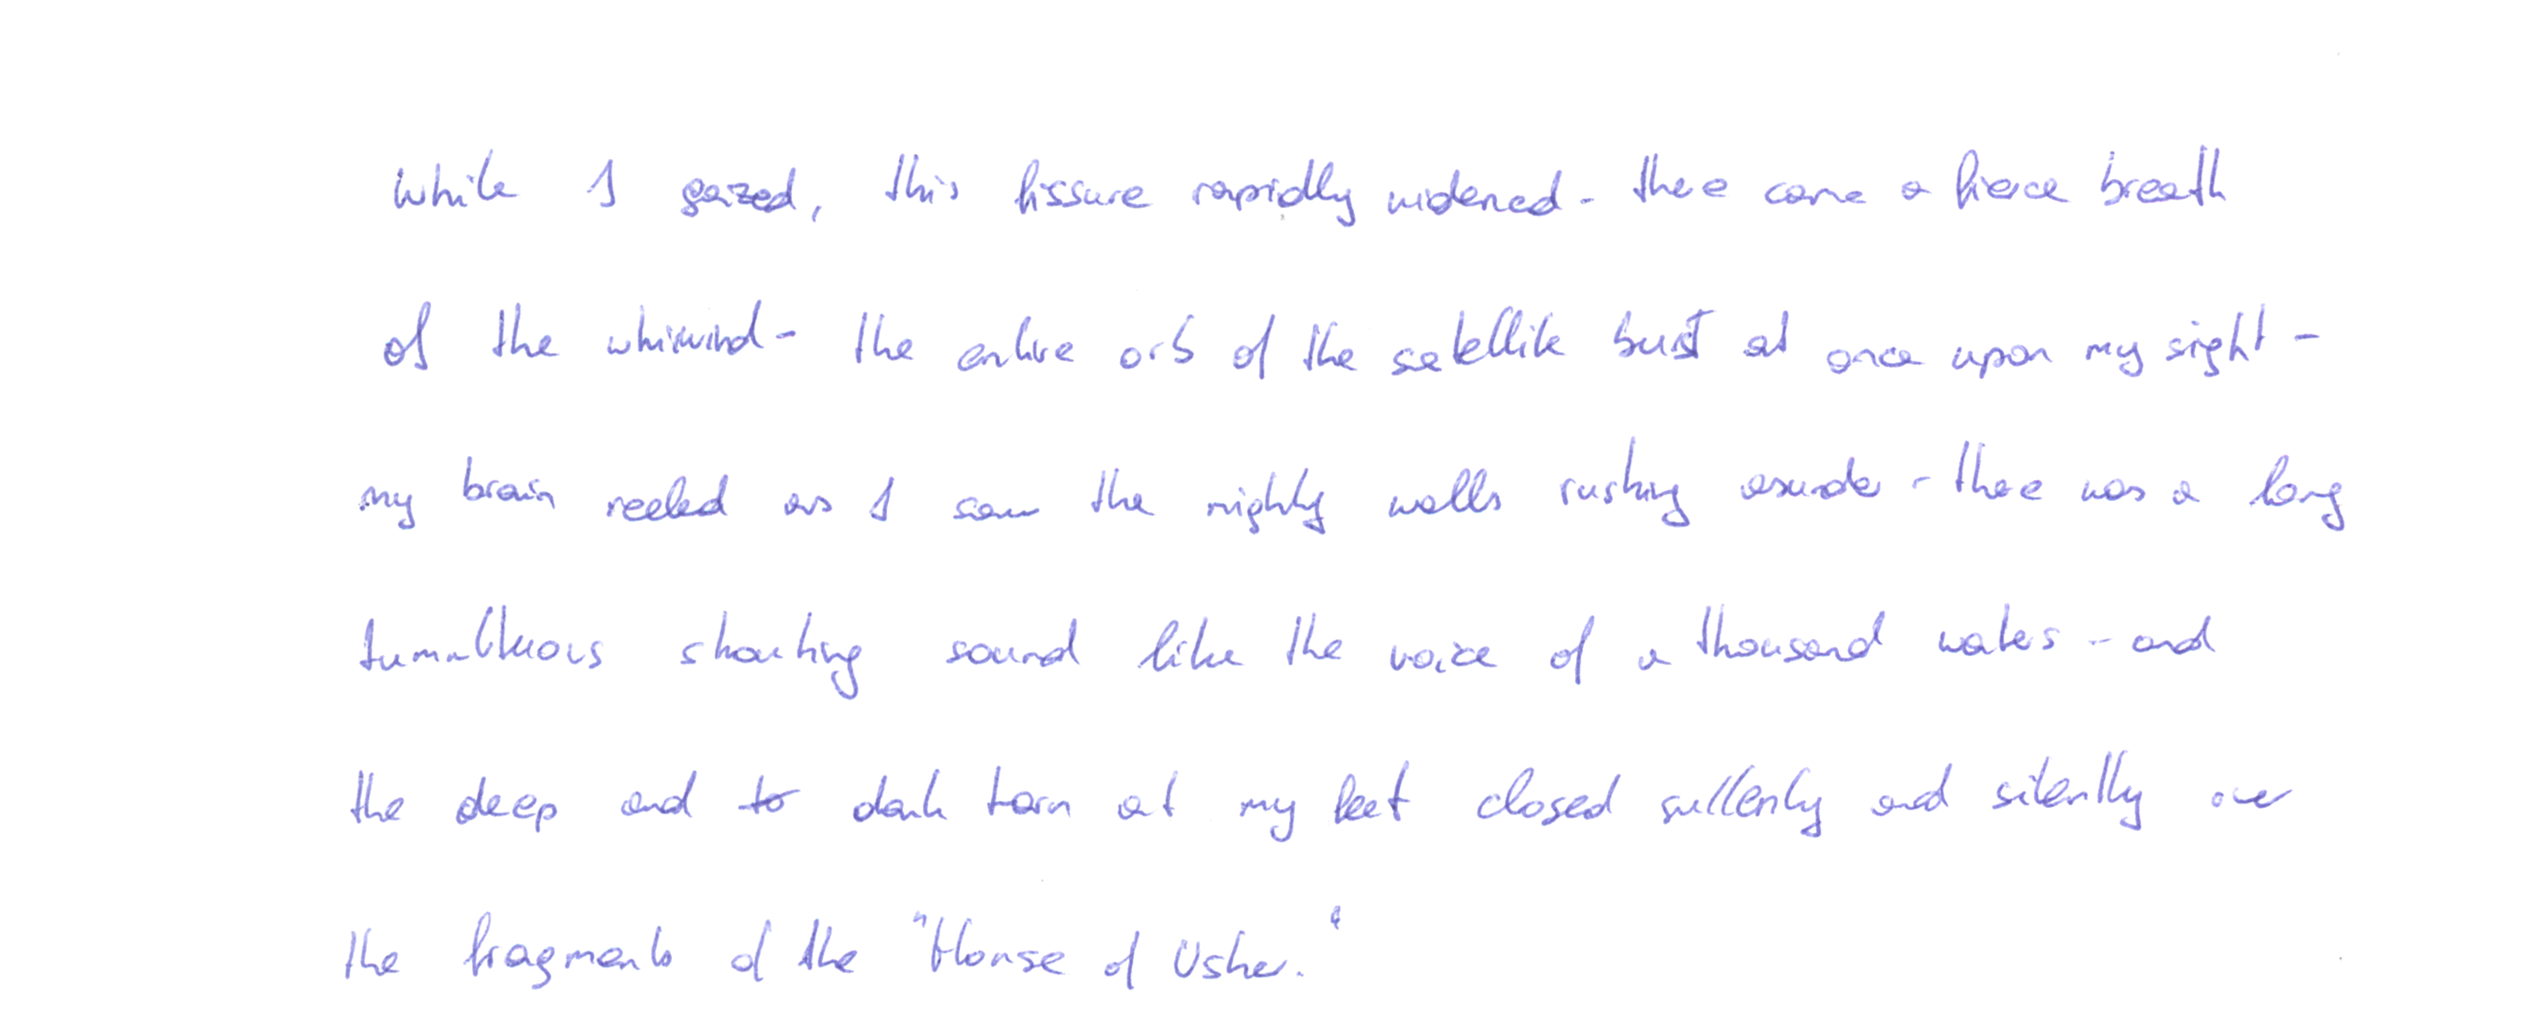 while I gazed, this fissure rapidly widened - there came a fierce breath
of the whirlwind - the entire orb of the satellite burst at once upon my sight -
my brain reeled as I saw the mighty walls rushing asunder - there was a long
tumultuous shouting sound like the voice of a thousand waters - and
the deep and to dark tarn at my feet closed sullenly and silently over
the fragments of the "House of Usher."